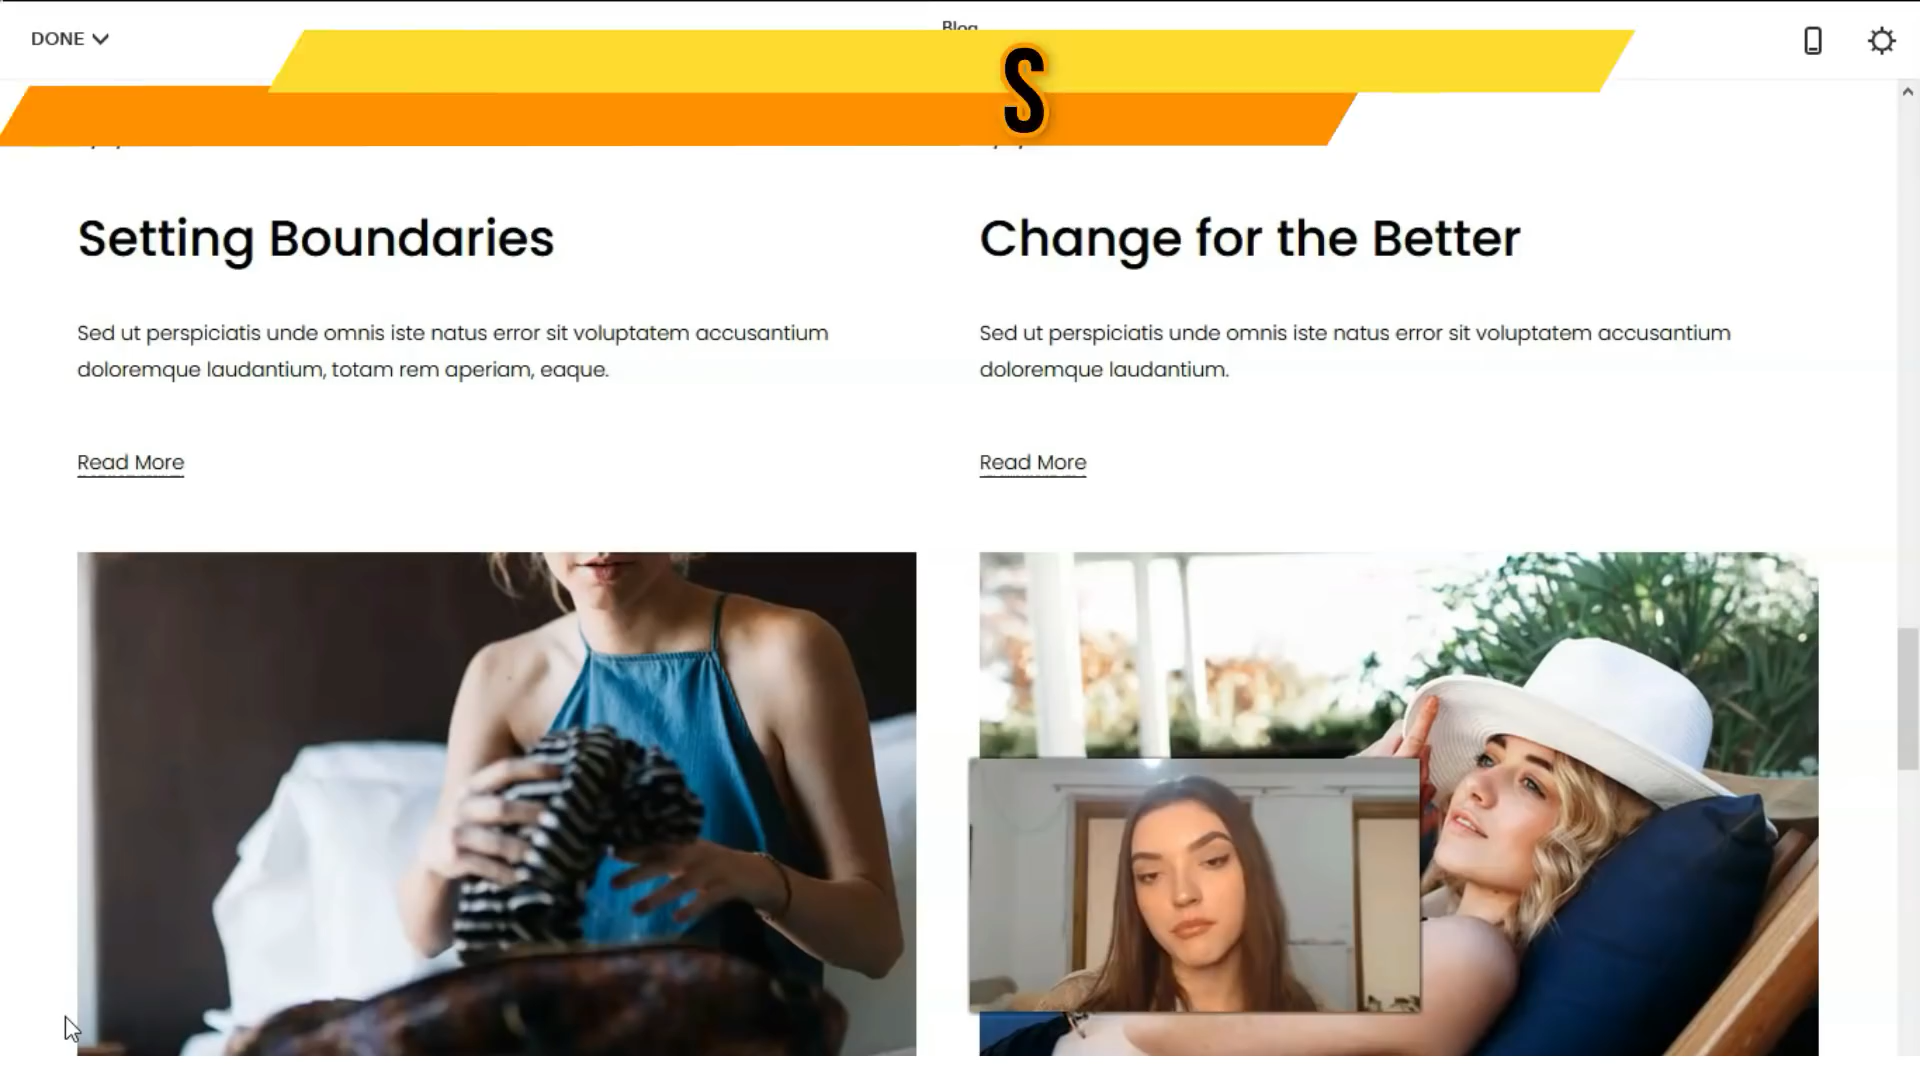 DONE
Blog
S
Setting Boundaries
Change for the Better
Sed ut perspiciatis unde omnis iste natus error sit voluptatem accusantium
doloremque laudantium, totam rem aperiam, eaque.
Sed ut perspiciatis unde omnis iste natus error sit voluptatem accusantium
doloremque laudantium.
Read More
Read More